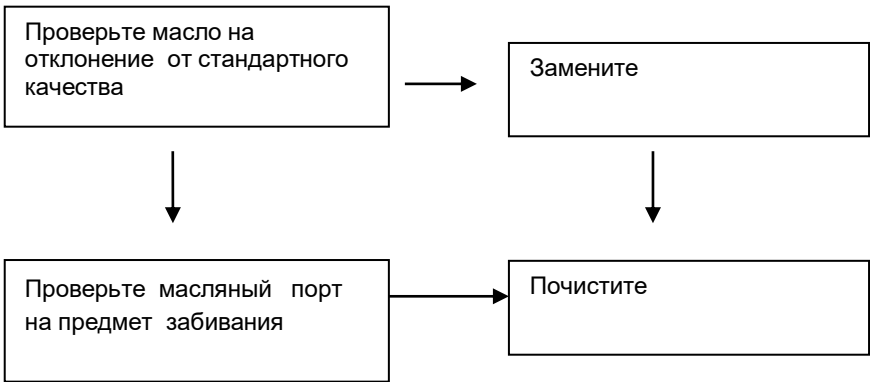 Проверьте масло на
отклонение от стандартного
качества
Замените
Проверьте масляный порт
на предмет забивания
Почистите